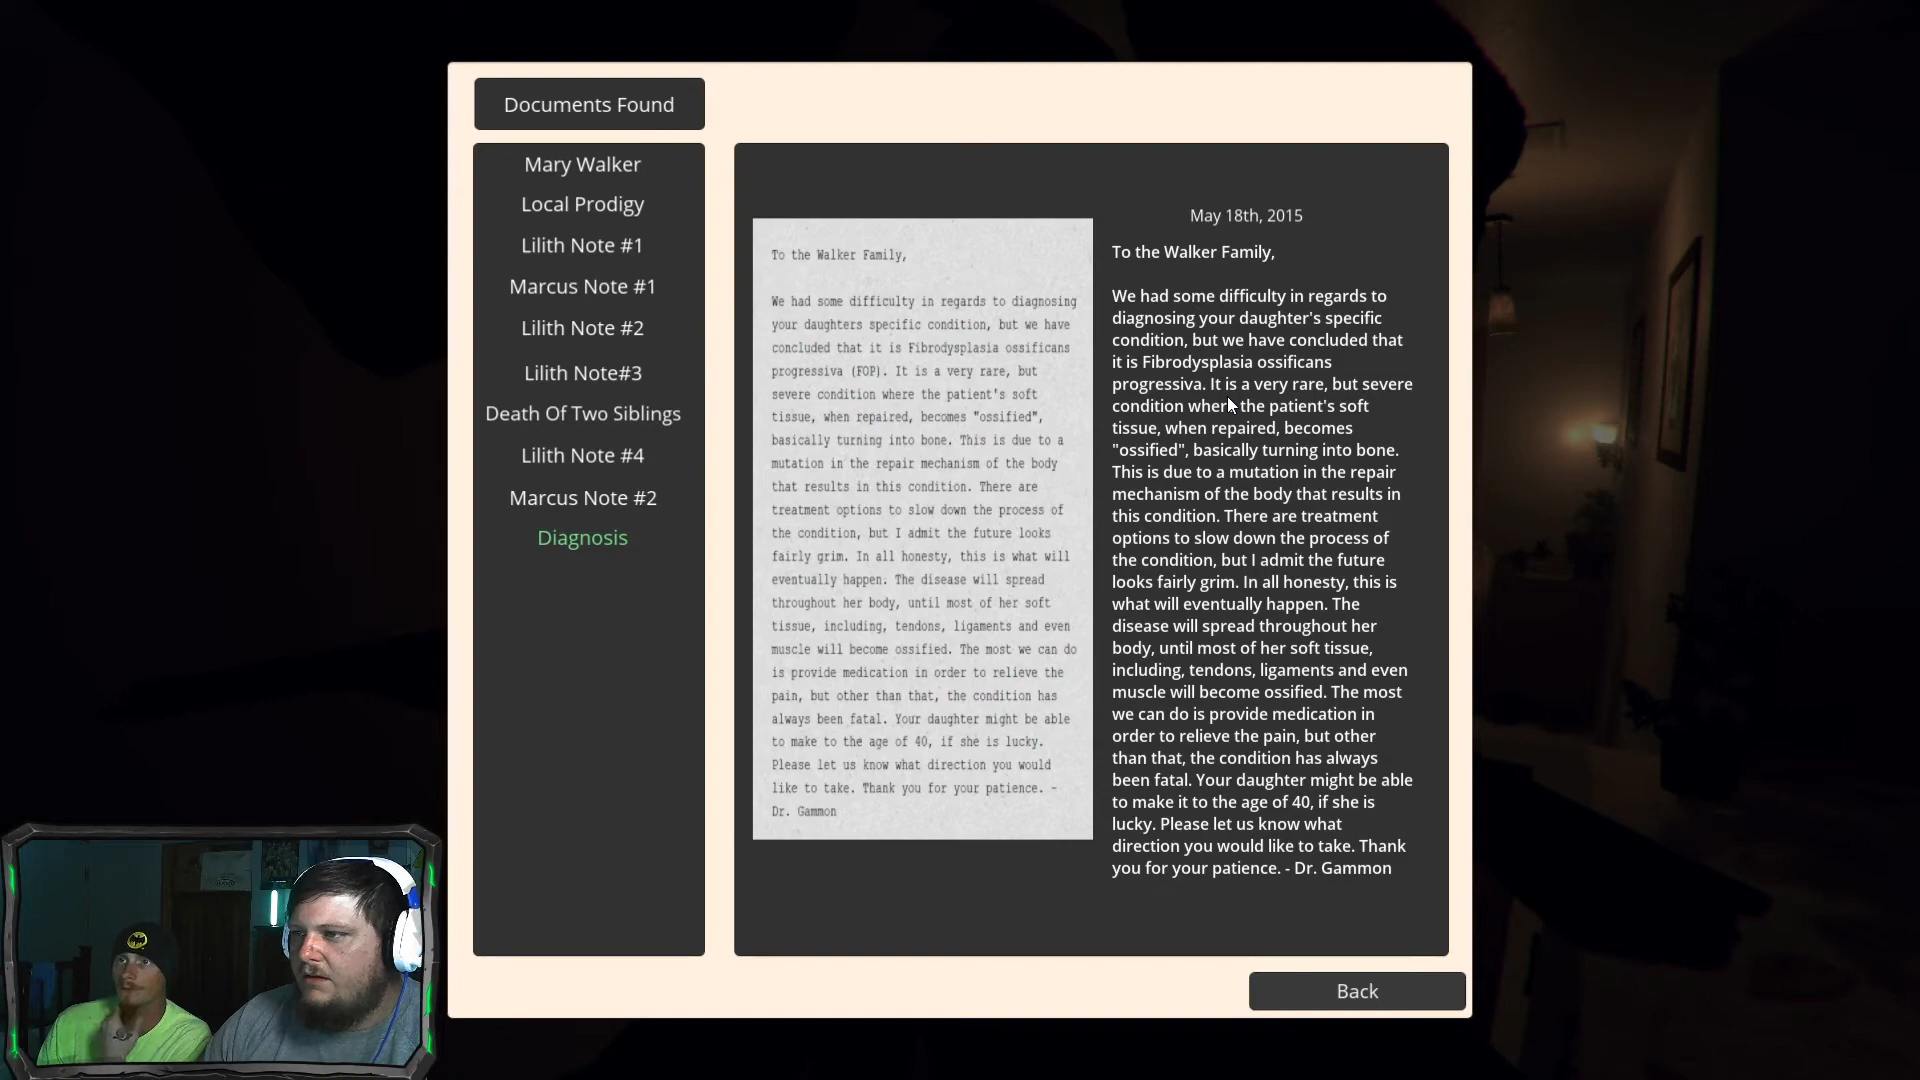 Documents Found
Mary Walker
Local Prodigy
Lilith Note #1
Marcus Note #1
Lilith Note #2
Lilith Note#3
Death Of Two Siblings
Lilith Note #4
Marcus Note #2
Diagnosis
To the Walker Family,
We had some difficulty in regards to diagnosing
your daughters specific condition, but we have
concluded that it is Fibrodysplasia ossificans
progressiva (FOP). It is a very rare, but
severe condition where the patient's soft
tissue, when repaired, becomes "ossified",
basically turning into bone. This is due to a
mutation in the repair mechanism of the body
that results in this condition. There are
treatment options to slow down the process of
the condition, but I admit the future looks
fairly grim. In all honesty, this is what will
eventually happen. The disease will spread
throughout her body, until most of her soft
tissue, including, tendons, ligaments and even
muscle will become ossified. The most we can do
is provide medication in order to relieve the
pain, but other than that, the condition has
always been fatal. Your daughter might be able
to make to the age of 40, if she is lucky.
Please let us know what direction you would
like to take. Thank you for your patience. -
Dr. Gammon
May 18th, 2015
To the Walker Family,
We had some difficulty in regards to
diagnosing your daughter's specific
condition, but we have concluded that
it is Fibrodysplasia ossificans
progressiva. It is a very rare, but severe
condition where the patient's soft
tissue, when repaired, becomes
"ossified", basically turning into bone.
This is due to a mutation in the repair
mechanism of the body that results in
this condition. There are treatment
options to slow down the process of
the condition, but I admit the future
looks fairly grim. In all honesty, this is
what will eventually happen. The
disease will spread throughout her
body, until most of her soft tissue,
including, tendons, ligaments and even
muscle will become ossified. The most
we can do is provide medication in
order to relieve the pain, but other
than that, the condition has always
been fatal. Your daughter might be able
to make it to the age of 40, if she is
lucky. Please let us know what
direction you would like to take. Thank
you for your patience. - Dr. Gammon
Back